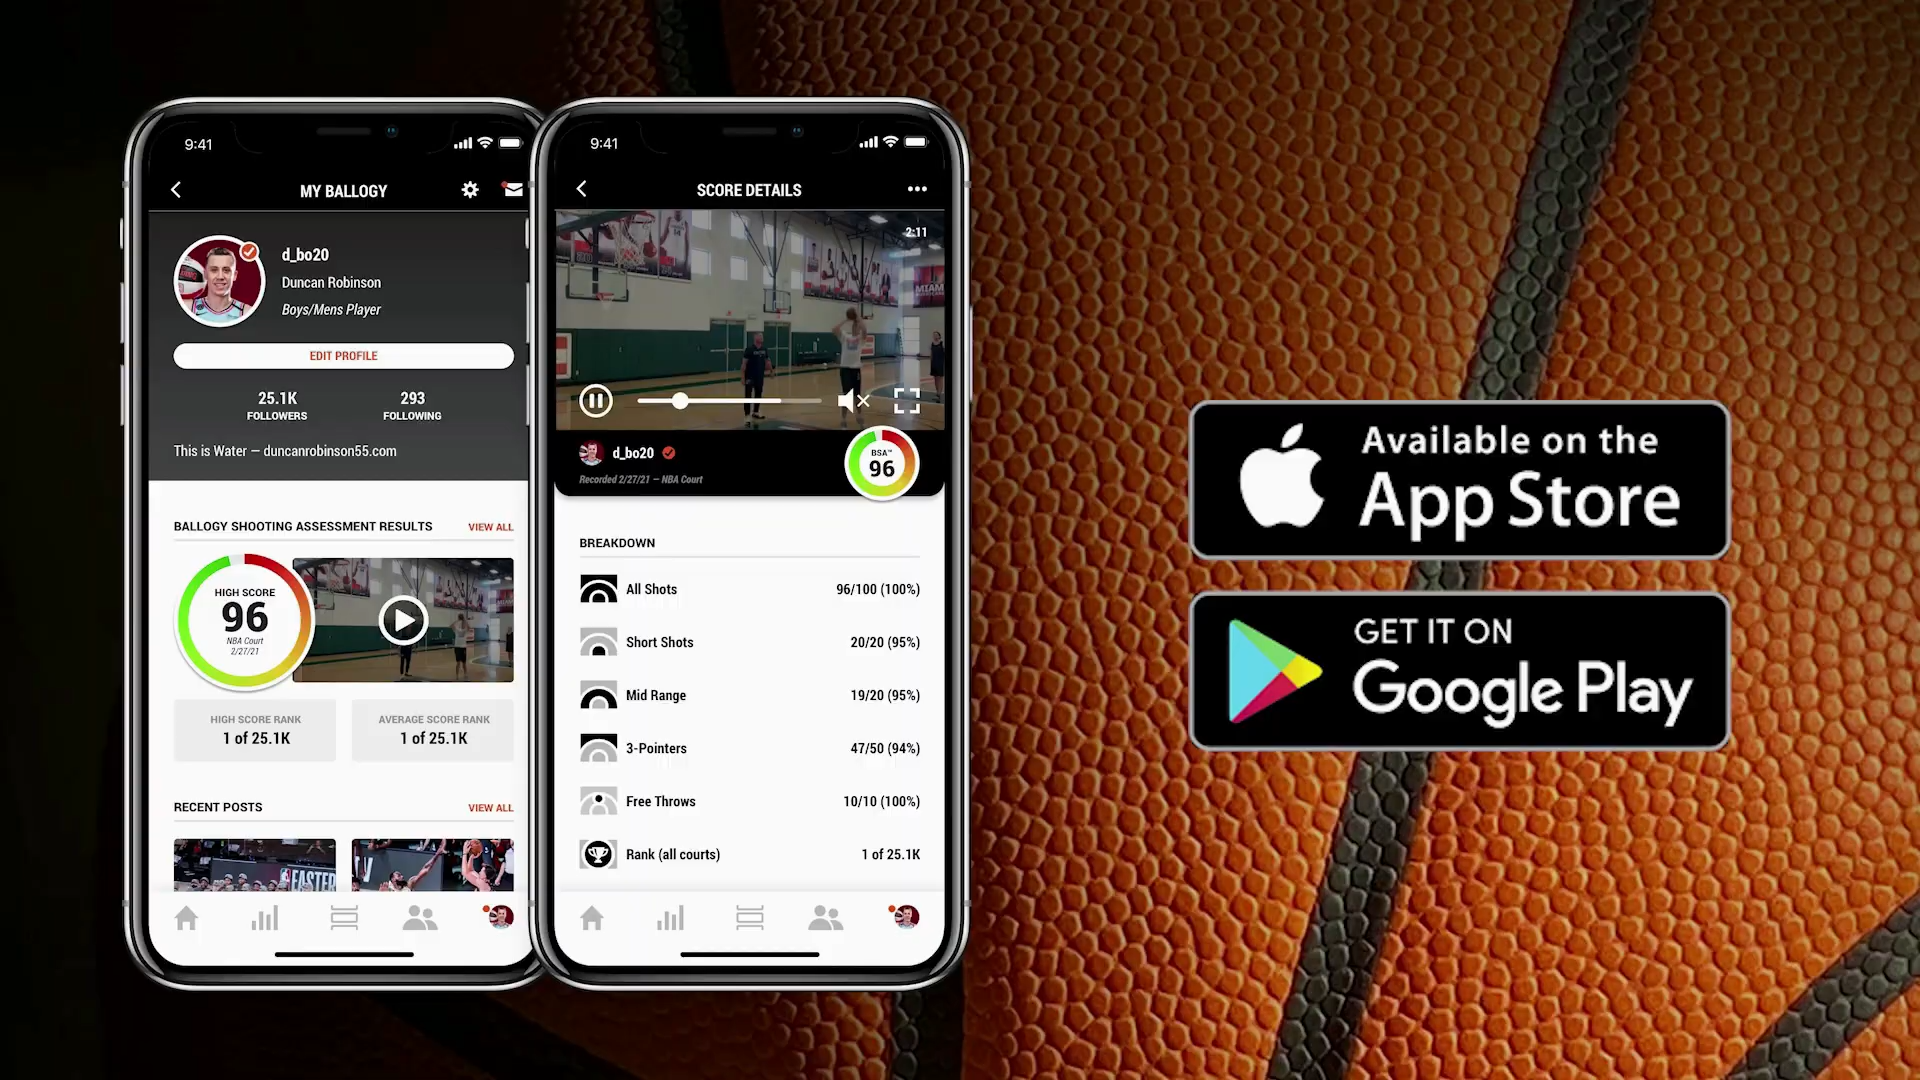 9:41
MY BALLOGY
d_bo20
Duncan Robinson
Boys/Mens Player
EDIT PROFILE
25.1K
FOLLOWERS
293
FOLLOWING
This is Water – duncanrobinson55.com
BALLOGY SHOOTING ASSESSMENT RESULTS
VIEW ALL
HIGH SCORE
96
NBA Court
2/27/21
HIGH SCORE RANK
1 of 25.1K
AVERAGE SCORE RANK
1 of 25.1K
RECENT POSTS
VIEW ALL
EASTER
9:41
SCORE DETAILS
2:11
MIAMI
d_bo20
Recorded 2/27/21 – NBA Court
BSA™
96
BREAKDOWN
All Shots 96/100 (100%)
Short Shots 20/20 (95%)
Mid Range 19/20 (95%)
3-Pointers 47/50 (94%)
Free Throws 10/10 (100%)
Rank (all courts) 1 of 25.1K
Available on the
App Store
GET IT ON
Google Play